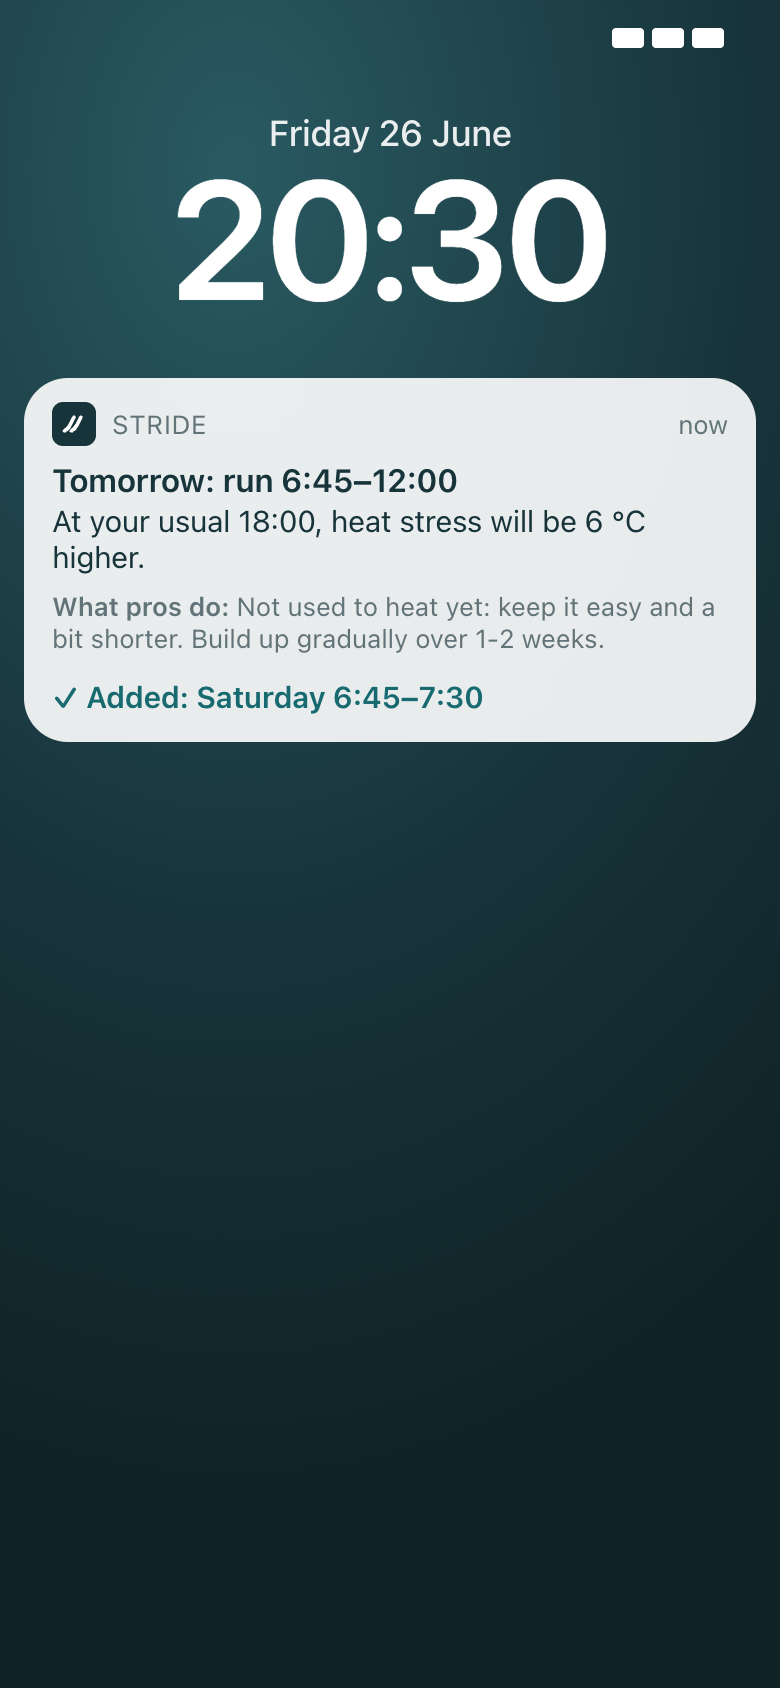 Friday 26 June
20:30
STRIDE
now
Tomorrow: run 6:45–12:00
At your usual 18:00, heat stress will be 6 °C
higher.
What pros do: Not used to heat yet: keep it easy and a
bit shorter. Build up gradually over 1-2 weeks.
✓ Added: Saturday 6:45–7:30